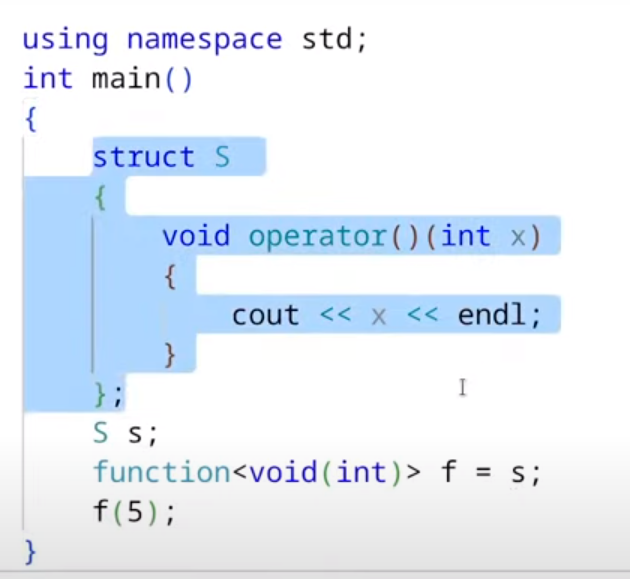 using namespace std;
int main()
{
struct S
{
void operator()(int x)
{
cout << x << endl;
}
};
S s;
function<void(int)> f = s;
f(5);
}